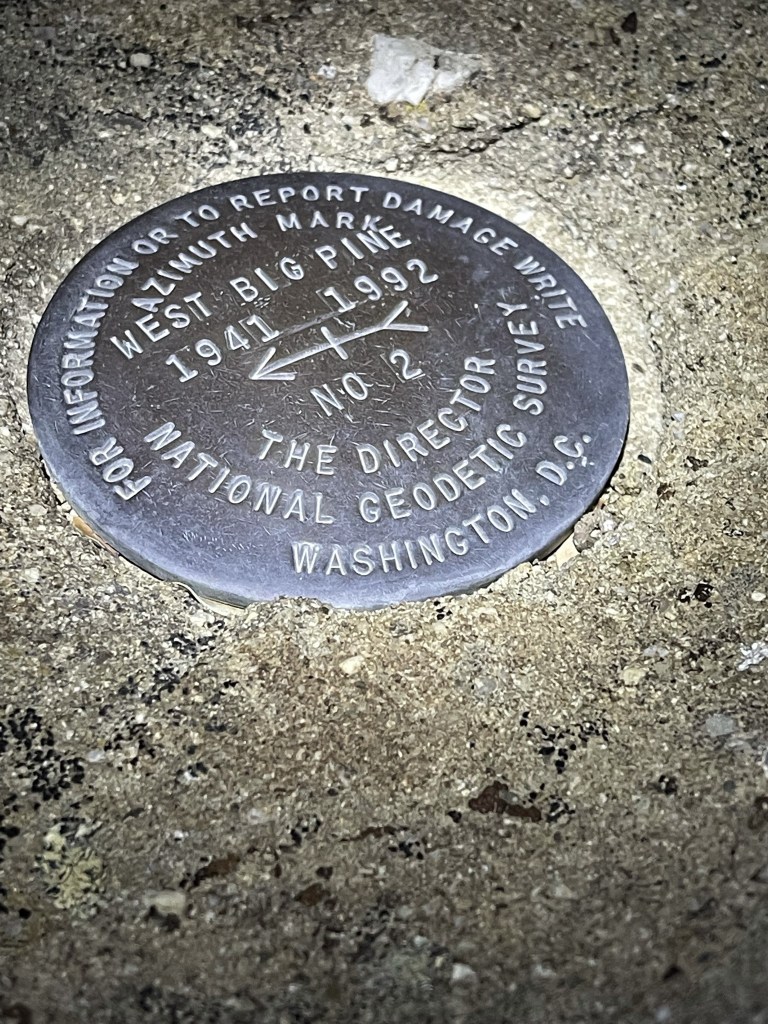 FOR INFORMATION OR TO REPORT DAMAGE WRITE
AZIMUTH MARK
WEST BIG PINE
1941 1992
NO 2
THE DIRECTOR
NATIONAL GEODETIC SURVEY
WASHINGTON, D.C.